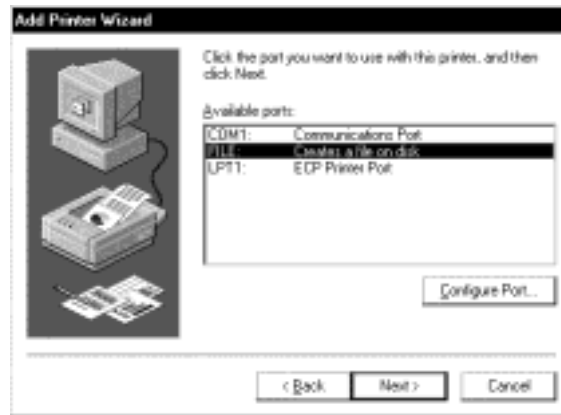 Add Printer Wizard
Click the port you want to use with this printer, and then
click Next.
Available ports:
COM1: Communications Port
FILE: Creates a file on disk
LPT1: ECP Printer Port
Configure Port...
< Back Next > Cancel